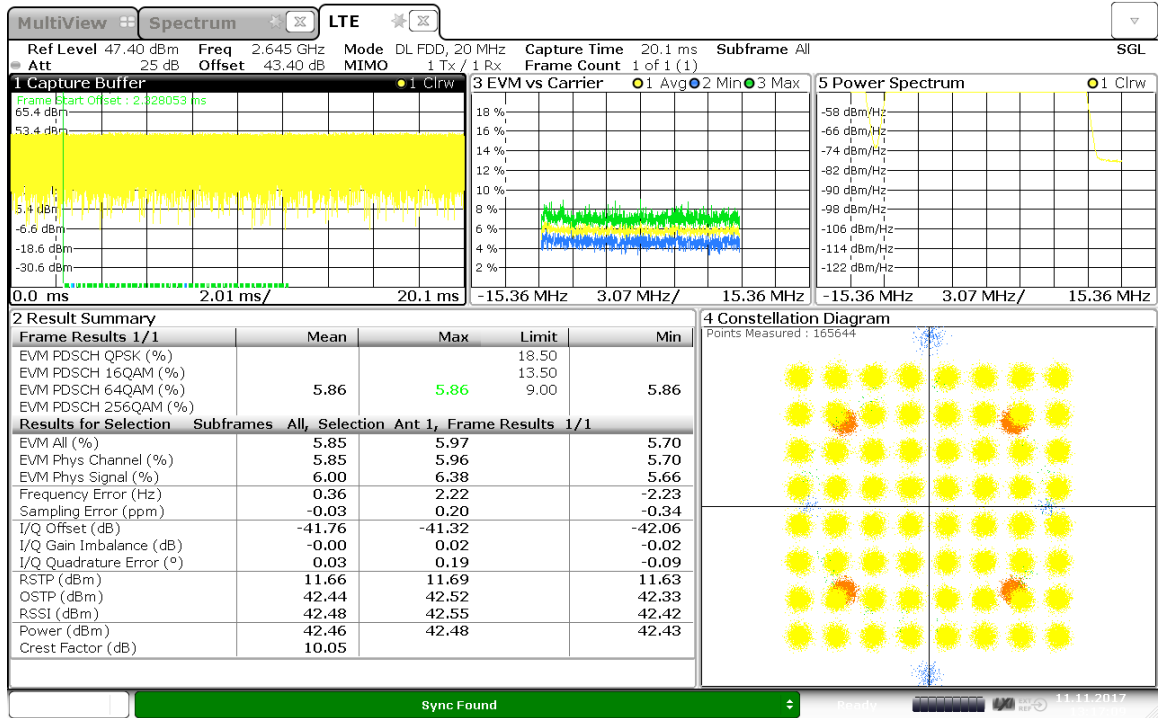 MultiView Spectrum LTE
Ref Level 47.40 dBm Freq 2.645 GHz Mode DL FDD, 20 MHz Capture Time 20.1 ms Subframe All SGL
Att 25 dB Offset 43.40 dB MIMO 1 Tx / 1 Rx Frame Count 1 of 1 (1)
1 Capture Buffer 1 Clrw
Frame Start Offset : 2.328053 ms
65.4 dBm
53.4 dBm
5.4 dBm
-6.6 dBm
-18.6 dBm
-30.6 dBm
0.0 ms 2.01 ms/ 20.1 ms
3 EVM vs Carrier 1 Avg 2 Min 3 Max
18 %
16 %
14 %
12 %
10 %
8 %
6 %
4 %
2 %
-15.36 MHz 3.07 MHz/ 15.36 MHz
5 Power Spectrum 1 Clrw
-58 dBm/Hz
-66 dBm/Hz
-74 dBm/Hz
-82 dBm/Hz
-90 dBm/Hz
-98 dBm/Hz
-106 dBm/Hz
-114 dBm/Hz
-122 dBm/Hz
-15.36 MHz 3.07 MHz/ 15.36 MHz
2 Result Summary
Frame Results 1/1 Mean Max Limit Min
EVM PDSCH QPSK (%) 18.50
EVM PDSCH 16QAM (%) 13.50
EVM PDSCH 64QAM (%) 5.86 5.86 9.00 5.86
EVM PDSCH 256QAM (%)
Results for Selection Subframes All, Selection Ant 1, Frame Results 1/1
EVM All (%) 5.85 5.97 5.70
EVM Phys Channel (%) 5.85 5.96 5.70
EVM Phys Signal (%) 6.00 6.38 5.66
Frequency Error (Hz) 0.36 2.22 -2.23
Sampling Error (ppm) -0.03 0.20 -0.34
I/Q Offset (dB) -41.76 -41.32 -42.06
I/Q Gain Imbalance (dB) -0.00 0.02 -0.02
I/Q Quadrature Error (°) 0.03 0.19 -0.09
RSTP (dBm) 11.66 11.69 11.63
OSTP (dBm) 42.44 42.52 42.33
RSSI (dBm) 42.48 42.55 42.42
Power (dBm) 42.46 42.48 42.43
Crest Factor (dB) 10.05
4 Constellation Diagram
Points Measured : 165644
Sync Found
Ready
LXI
11.11.2017